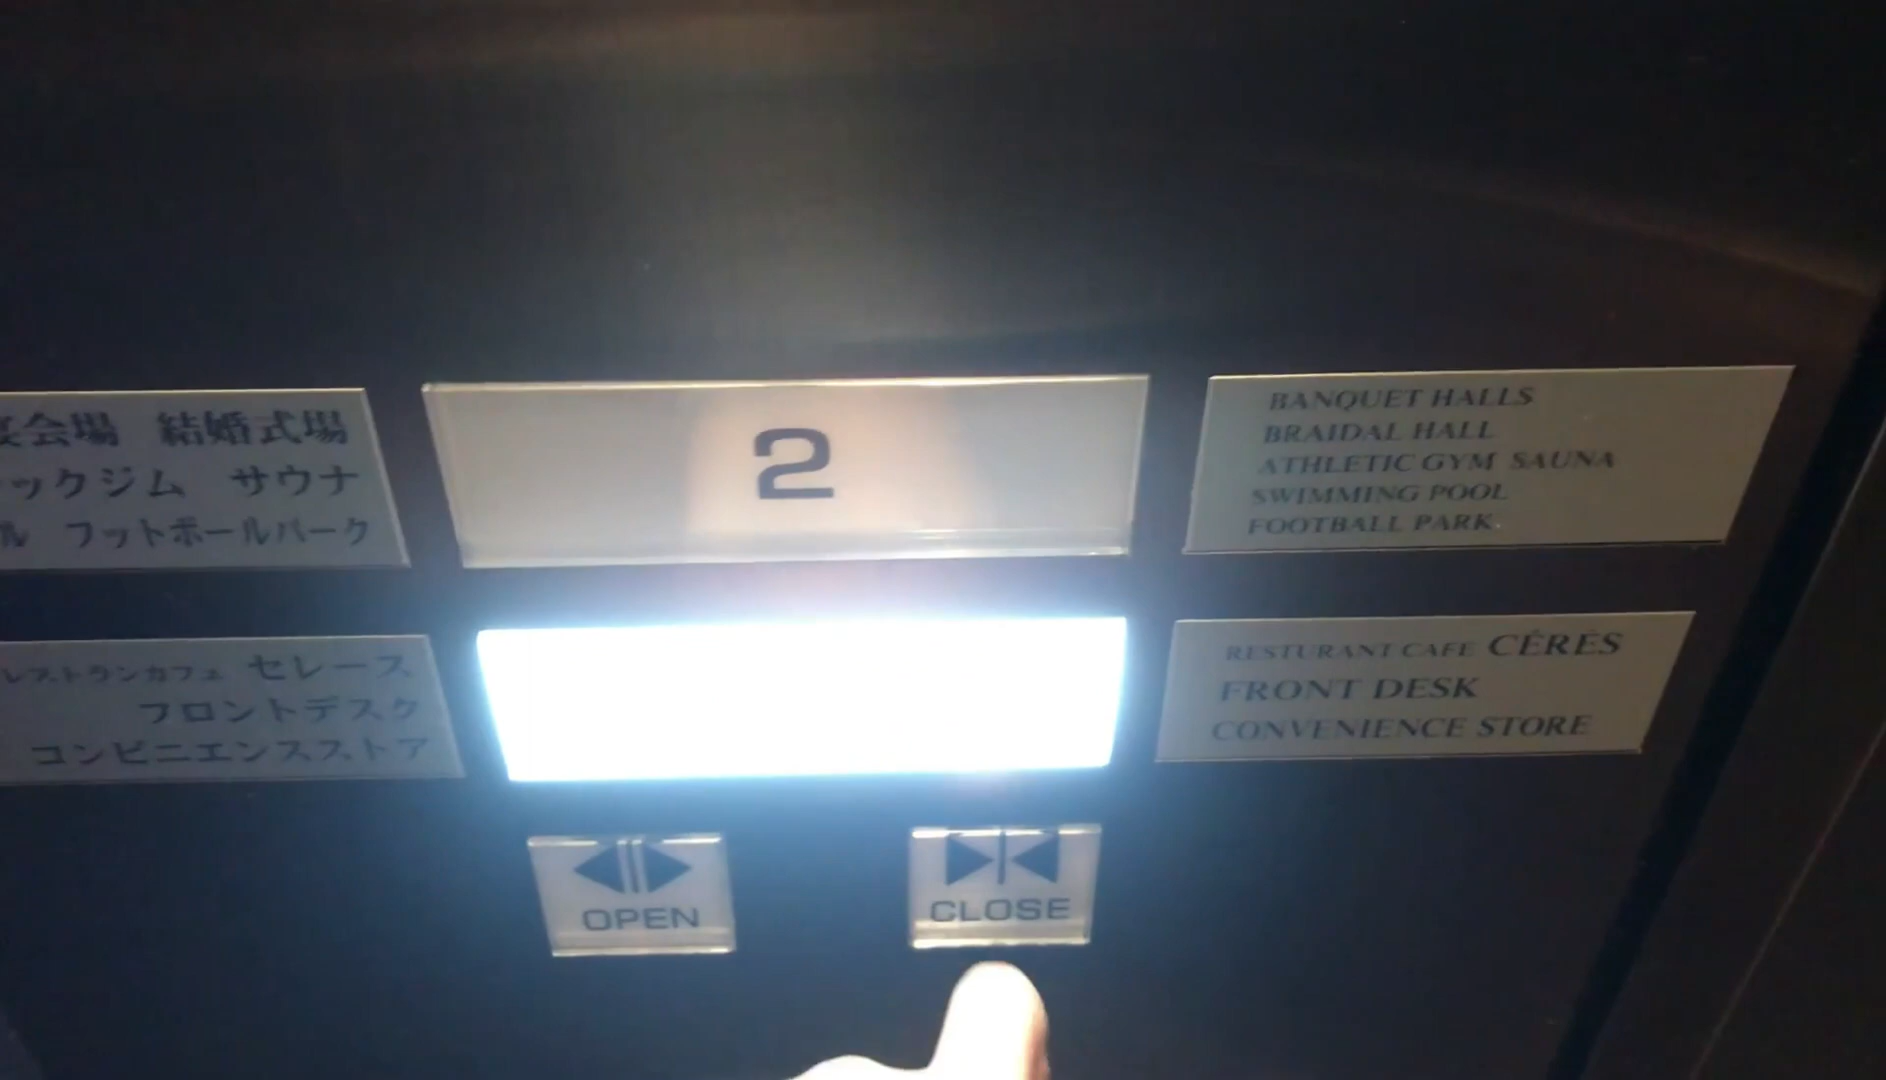 会場 結婚式場
ックジム サウナ
ル フットボールパーク
2
BANQUET HALLS
BRAIDAL HALL
ATHLETIC GYM SAUNA
SWIMMING POOL
FOOTBALL PARK
レストランカフェ セレース
フロントデスク
コンビニエンスストア
RESTURANT CAFE CÉRÈS
FRONT DESK
CONVENIENCE STORE
OPEN
CLOSE